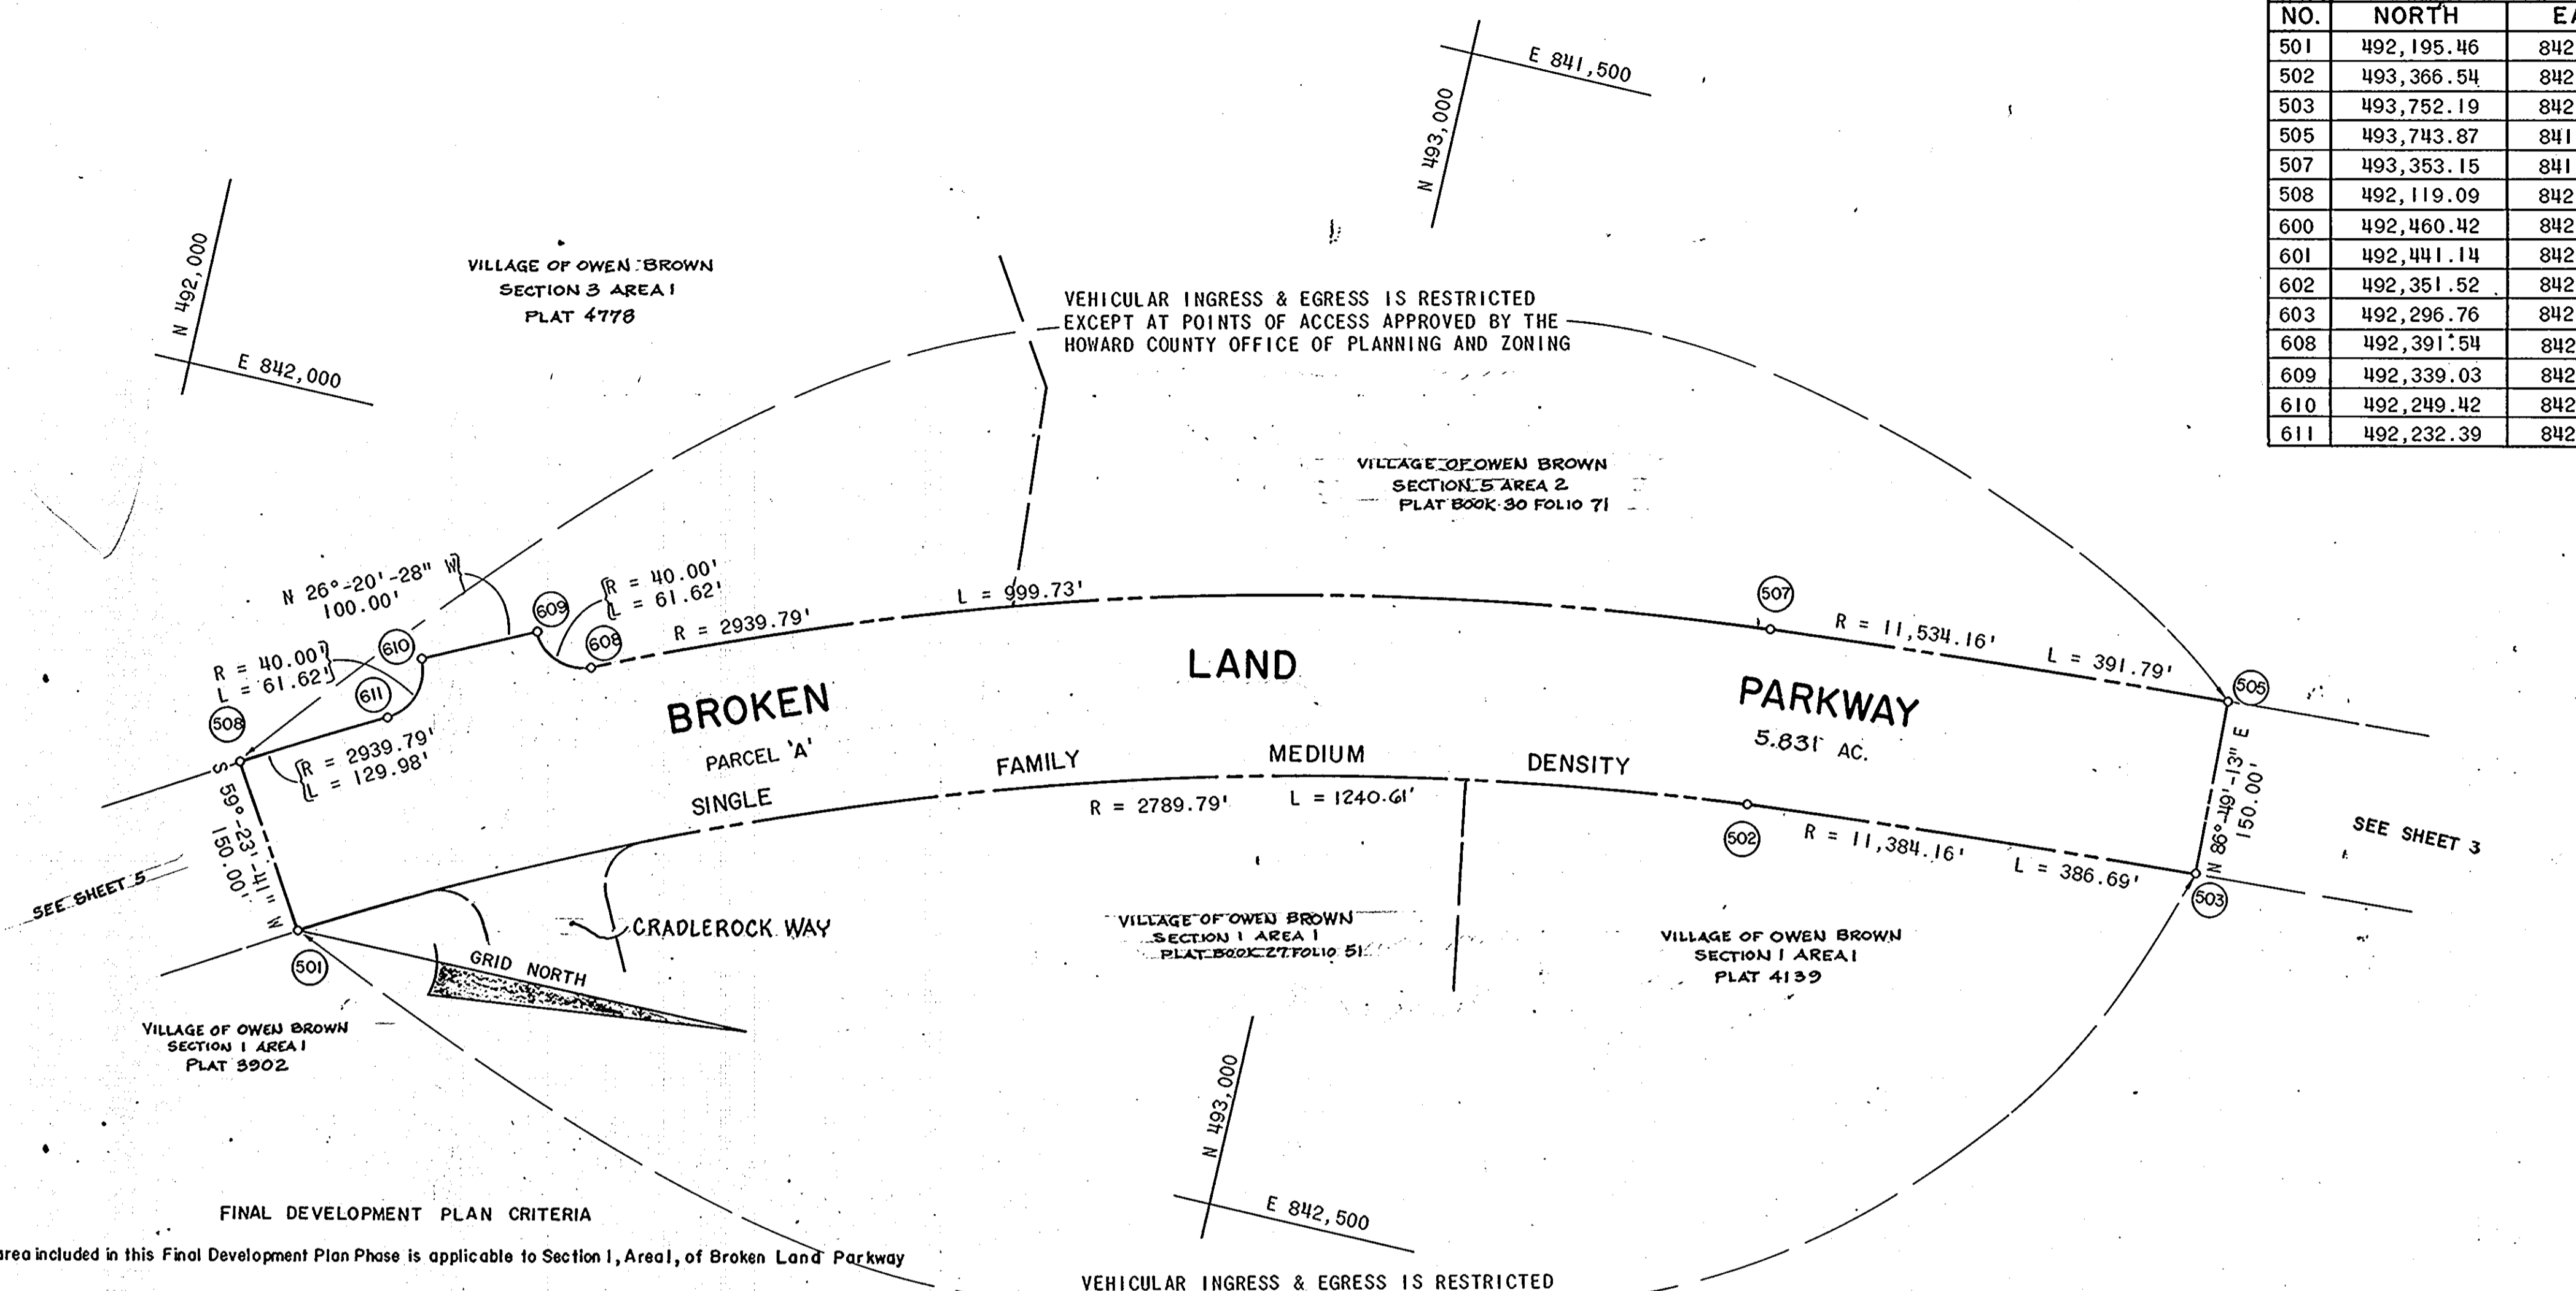 NO. NORTH EA
501 492,195.46 842
502 493,366.54 842
503 493,752.19 842
505 493,743.87 841
507 493,353.15 841
508 492,119.09 842
600 492,460.42 842
601 492,441.14 842
602 492,351.52 842
603 492,296.76 842
608 492,391.54 842
609 492,339.03 842
610 492,249.42 842
611 492,232.39 842
E 841,500
N 493,000
N 492,000
E 842,000
VILLAGE OF OWEN BROWN
SECTION 3 AREA 1
PLAT 4778
VEHICULAR INGRESS & EGRESS IS RESTRICTED
EXCEPT AT POINTS OF ACCESS APPROVED BY THE
HOWARD COUNTY OFFICE OF PLANNING AND ZONING
VILLAGE OF OWEN BROWN
SECTION 5 AREA 2
PLAT BOOK 30 FOLIO 71
N 26°-20'-28" W
100.00'
R = 40.00'
L = 61.62'
609
608
R = 2939.79'
L = 999.73'
507
R = 11,534.16'
L = 391.79'
505
R = 40.00'
L = 61.62'
610
611
508
R = 2939.79'
L = 129.98'
BROKEN LAND PARKWAY
PARCEL 'A'
5.831 AC.
SINGLE FAMILY MEDIUM DENSITY
R = 2789.79'
L = 1240.61'
502
R = 11,384.16'
L = 386.69'
503
N 86°-49'-13" E
150.00'
SEE SHEET 3
S 59°-23'-41" W
150.00'
SEE SHEET 5
501
GRID NORTH
CRADLEROCK WAY
VILLAGE OF OWEN BROWN
SECTION 1 AREA 1
PLAT BOOK 27 FOLIO 51
VILLAGE OF OWEN BROWN
SECTION 1 AREA 1
PLAT 4139
VILLAGE OF OWEN BROWN
SECTION 1 AREA 1
PLAT 3902
N 493,000
E 842,500
FINAL DEVELOPMENT PLAN CRITERIA
area included in this Final Development Plan Phase is applicable to Section 1, Area 1, of Broken Land Parkway
VEHICULAR INGRESS & EGRESS IS RESTRICTED